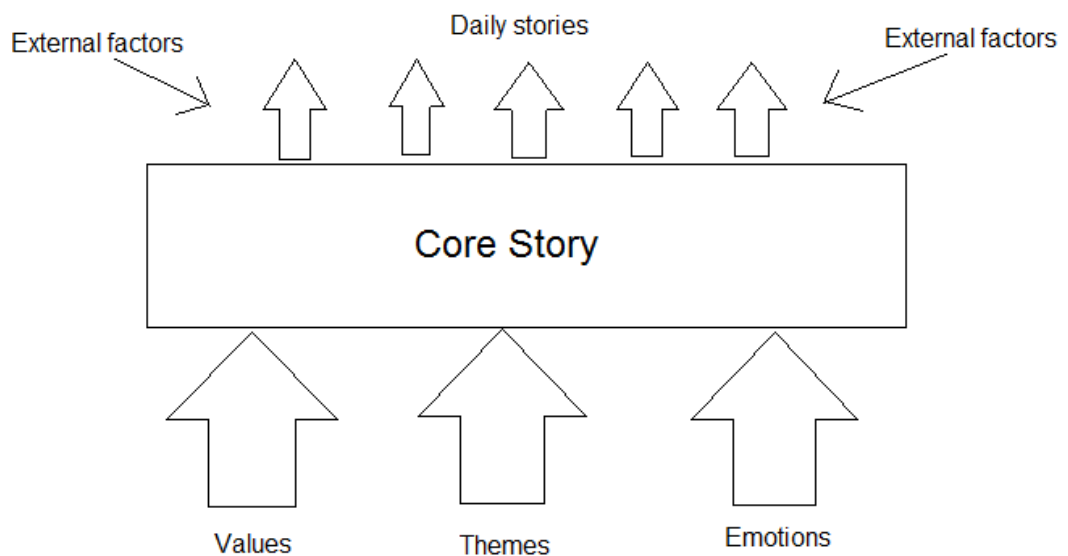 Daily stories
External factors
External factors
Core Story
Values
Themes
Emotions